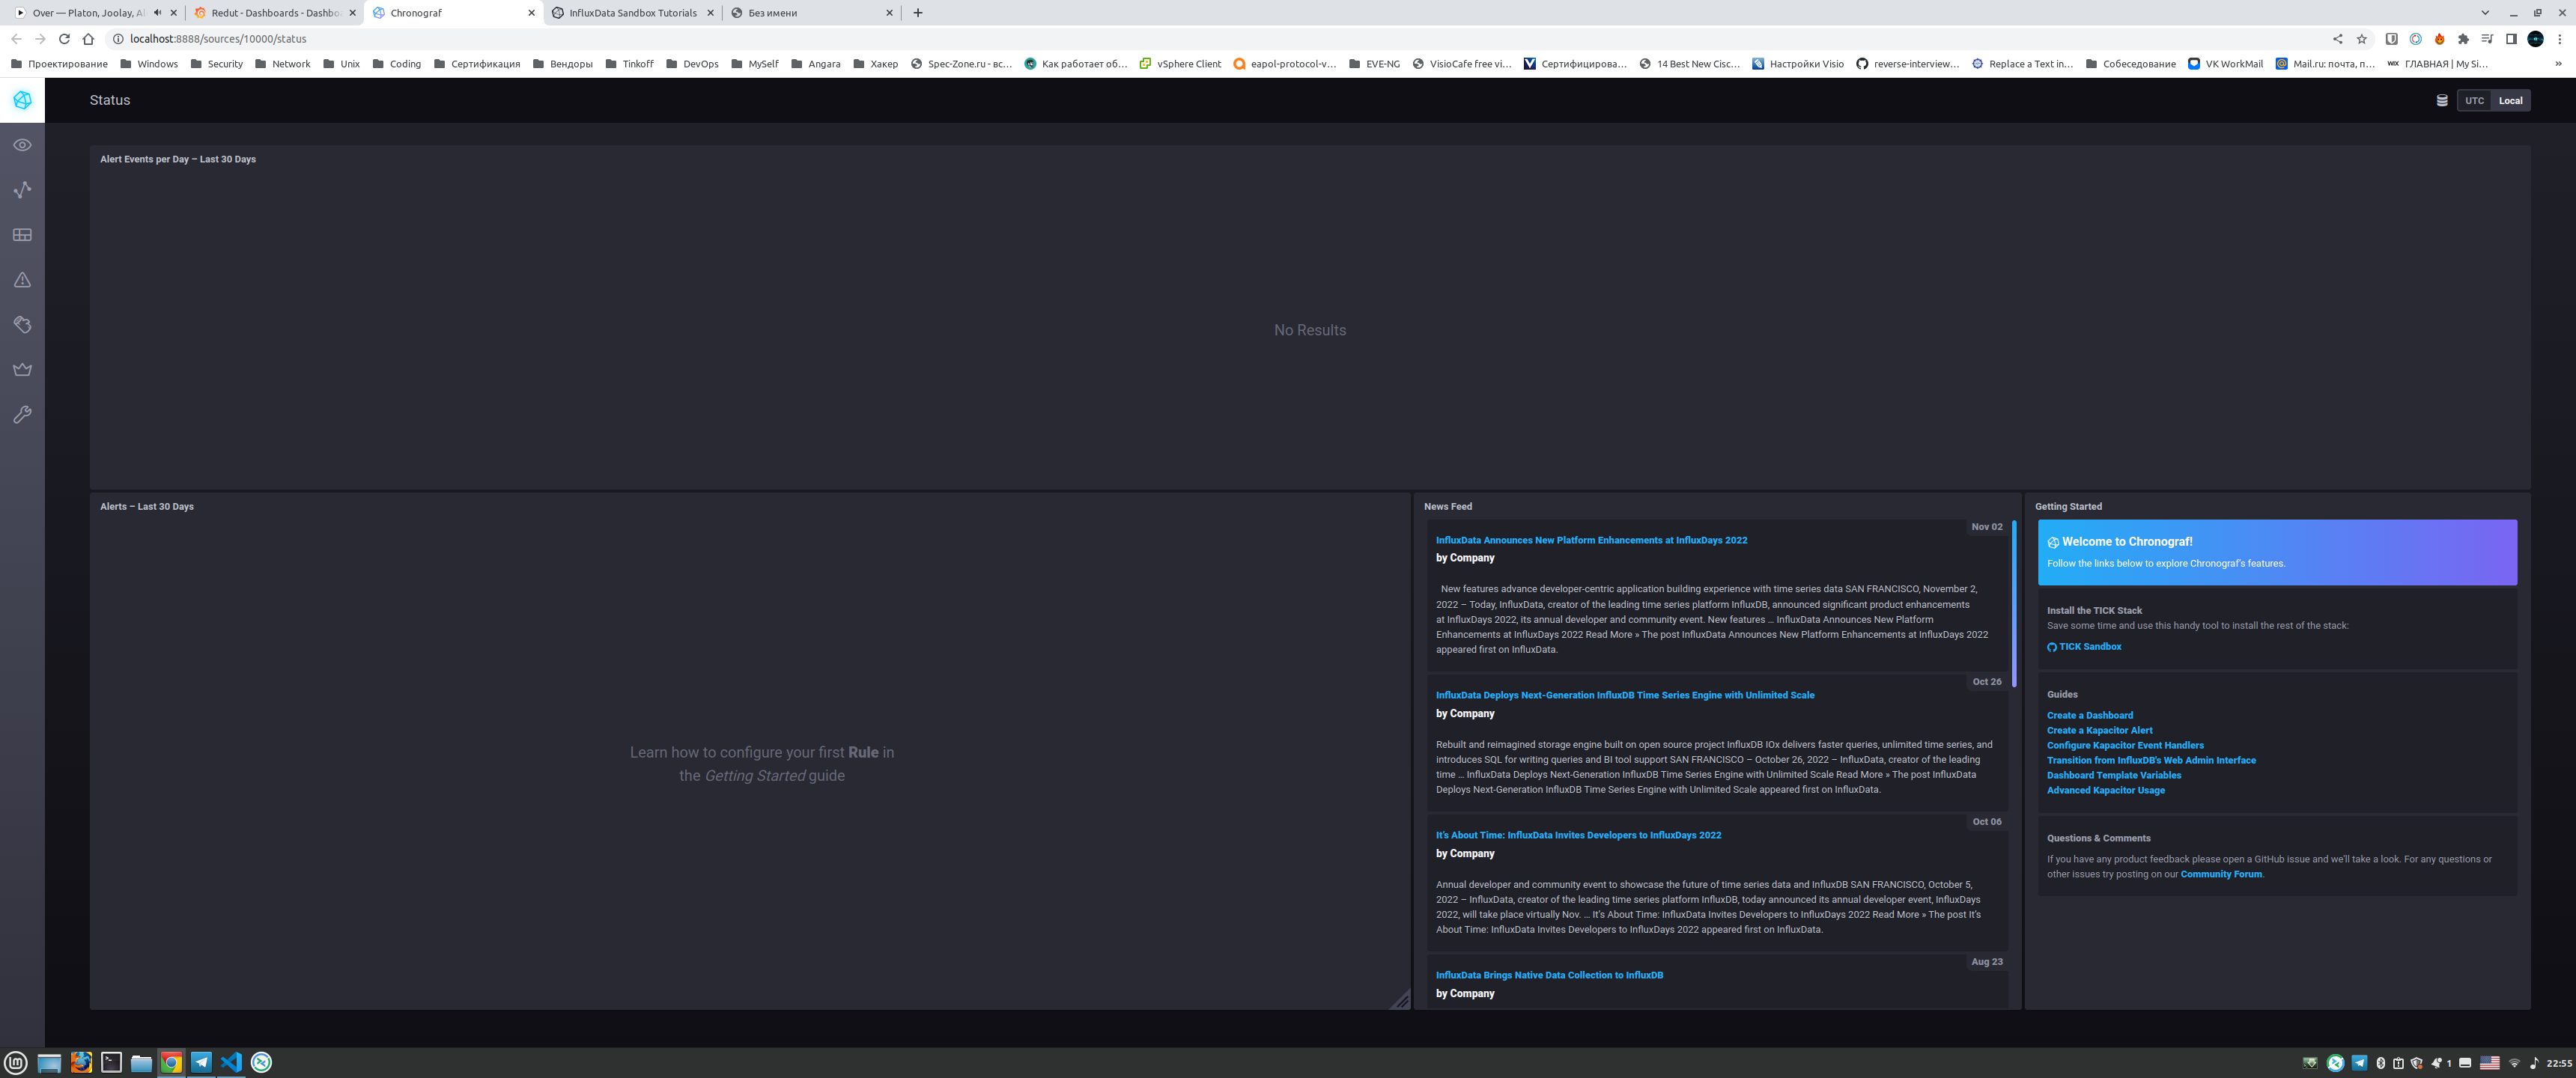 Over — Platon, Joolay, Al
Redut - Dashboards - Dashbo
Chronograf
InfluxData Sandbox Tutorials
Без имени
localhost:8888/sources/10000/status
Проектирование
Windows
Security
Network
Unix
Coding
Сертификация
Вендоры
Tinkoff
DevOps
MySelf
Angara
Хакер
Spec-Zone.ru - вс…
Как работает об…
vSphere Client
eapol-protocol-v…
EVE-NG
VisioCafe free vi…
Сертифицирова…
14 Best New Cisc…
Настройки Visio
reverse-interview…
Replace a Text in…
Собеседование
VK WorkMail
Mail.ru: почта, п…
WIX
ГЛАВНАЯ | My Si…
»
Status
UTC
Local
Alert Events per Day – Last 30 Days
No Results
Alerts – Last 30 Days
Learn how to configure your first Rule in
the Getting Started guide
News Feed
Nov 02
InfluxData Announces New Platform Enhancements at InfluxDays 2022
by Company
New features advance developer-centric application building experience with time series data SAN FRANCISCO, November 2,
2022 – Today, InfluxData, creator of the leading time series platform InfluxDB, announced significant product enhancements
at InfluxDays 2022, its annual developer and community event. New features … InfluxData Announces New Platform
Enhancements at InfluxDays 2022 Read More » The post InfluxData Announces New Platform Enhancements at InfluxDays 2022
appeared first on InfluxData.
Oct 26
InfluxData Deploys Next-Generation InfluxDB Time Series Engine with Unlimited Scale
by Company
Rebuilt and reimagined storage engine built on open source project InfluxDB IOx delivers faster queries, unlimited time series, and
introduces SQL for writing queries and BI tool support SAN FRANCISCO – October 26, 2022 – InfluxData, creator of the leading
time … InfluxData Deploys Next-Generation InfluxDB Time Series Engine with Unlimited Scale Read More » The post InfluxData
Deploys Next-Generation InfluxDB Time Series Engine with Unlimited Scale appeared first on InfluxData.
Oct 06
It's About Time: InfluxData Invites Developers to InfluxDays 2022
by Company
Annual developer and community event to showcase the future of time series data and InfluxDB SAN FRANCISCO, October 5,
2022 – InfluxData, creator of the leading time series platform InfluxDB, today announced its annual developer event, InfluxDays
2022, will take place virtually Nov. … It's About Time: InfluxData Invites Developers to InfluxDays 2022 Read More » The post It's
About Time: InfluxData Invites Developers to InfluxDays 2022 appeared first on InfluxData.
Aug 23
InfluxData Brings Native Data Collection to InfluxDB
by Company
Getting Started
Welcome to Chronograf!
Follow the links below to explore Chronograf's features.
Install the TICK Stack
Save some time and use this handy tool to install the rest of the stack:
TICK Sandbox
Guides
Create a Dashboard
Create a Kapacitor Alert
Configure Kapacitor Event Handlers
Transition from InfluxDB's Web Admin Interface
Dashboard Template Variables
Advanced Kapacitor Usage
Questions & Comments
If you have any product feedback please open a GitHub issue and we'll take a look. For any questions or
other issues try posting on our Community Forum.
1
22:55